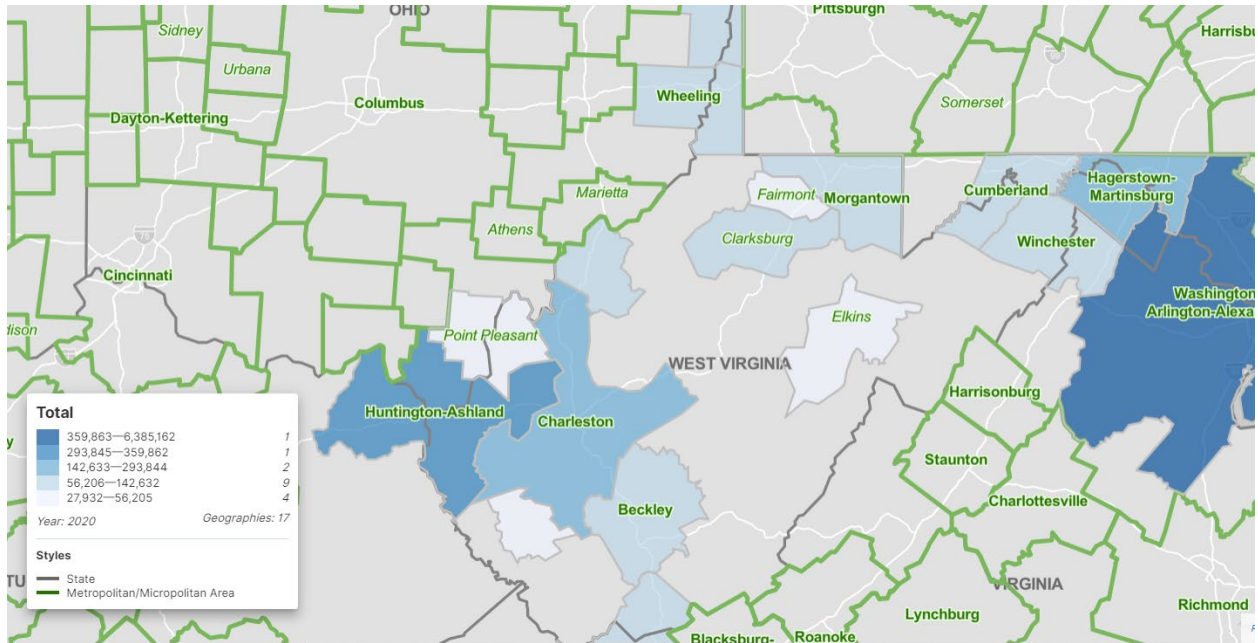 OHIO
Pittsburgh
Sidney
Harrisbu
Urbana
Columbus
Wheeling
Somerset
Dayton-Kettering
Marietta
Fairmont
Morgantown
Cumberland
Hagerstown-
Martinsburg
Athens
Clarksburg
Winchester
Cincinnati
Washington
Arlington-Alexa
dison
Point Pleasant
Elkins
WEST VIRGINIA
Harrisonburg
Huntington-Ashland
Charleston
Staunton
Charlottesville
Beckley
VIRGINIA
Richmond
Lynchburg
Blacksburg-
Roanoke
y
TU
Total
359,863—6,385,162 1
293,845—359,862 1
142,633—293,844 2
56,206—142,632 9
27,932—56,205 4
Year: 2020 Geographies: 17
Styles
State
Metropolitan/Micropolitan Area